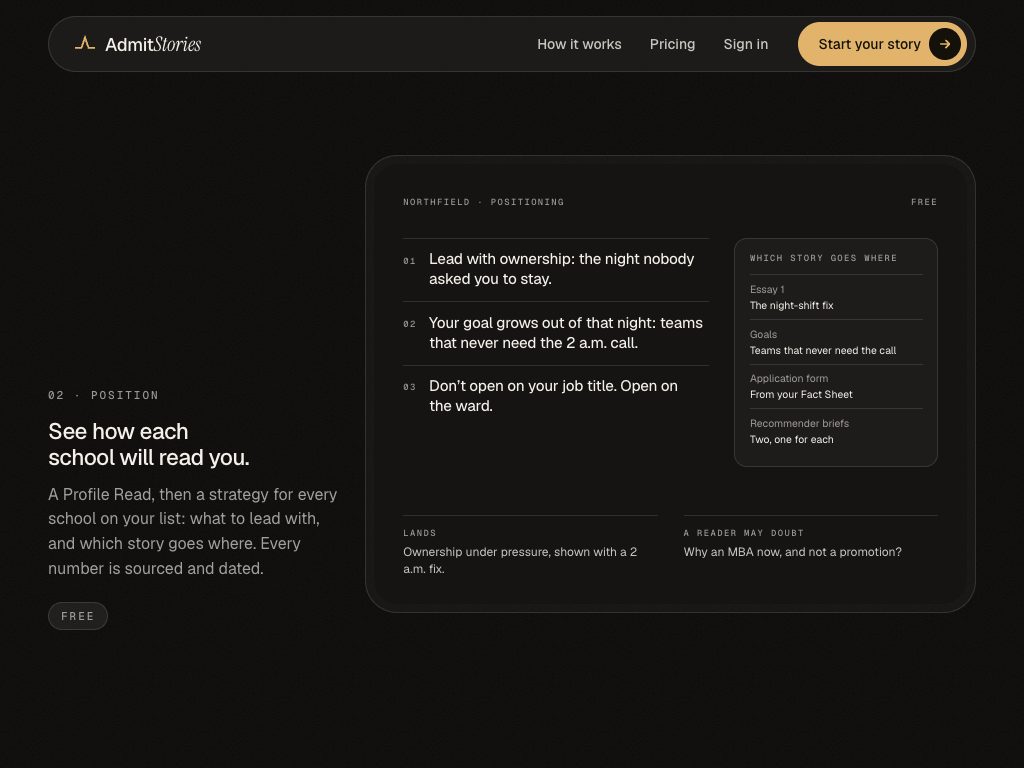 AdmitStories
How it works
Pricing
Sign in
Start your story
02 · POSITION
See how each
school will read you.
A Profile Read, then a strategy for every
school on your list: what to lead with,
and which story goes where. Every
number is sourced and dated.
FREE
NORTHFIELD · POSITIONING
FREE
01
Lead with ownership: the night nobody
asked you to stay.
02
Your goal grows out of that night: teams
that never need the 2 a.m. call.
03
Don’t open on your job title. Open on
the ward.
WHICH STORY GOES WHERE
Essay 1
The night-shift fix
Goals
Teams that never need the call
Application form
From your Fact Sheet
Recommender briefs
Two, one for each
LANDS
Ownership under pressure, shown with a 2
a.m. fix.
A READER MAY DOUBT
Why an MBA now, and not a promotion?